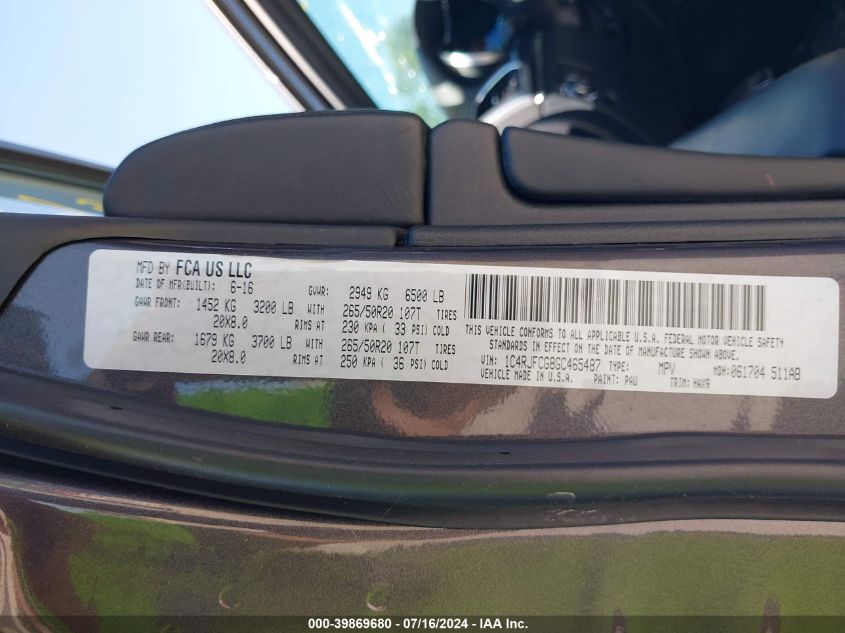 MFD BY FCA US LLC
DATE OF MFR(BUILT): 6-16 GVWR: 2949 KG 6500 LB
GAWR FRONT: 1452 KG 3200 LB WITH 265/50R20 107T TIRES
20X8.0 RIMS AT 230 KPA ( 33 PSI) COLD
GAWR REAR: 1679 KG 3700 LB WITH 265/50R20 107T TIRES
20X8.0 RIMS AT 250 KPA ( 36 PSI) COLD
THIS VEHICLE CONFORMS TO ALL APPLICABLE U.S.A. FEDERAL MOTOR VEHICLE SAFETY
STANDARDS IN EFFECT ON THE DATE OF MANUFACTURE SHOWN ABOVE.
VIN: 1C4RJFCG8GC465487 TYPE: MPV MDH: 061704 511AB
MADE IN U.S.A. PAINT: PAU TRIM: HAX9
000-39869680 / 07/16/2024 - IAA Inc.